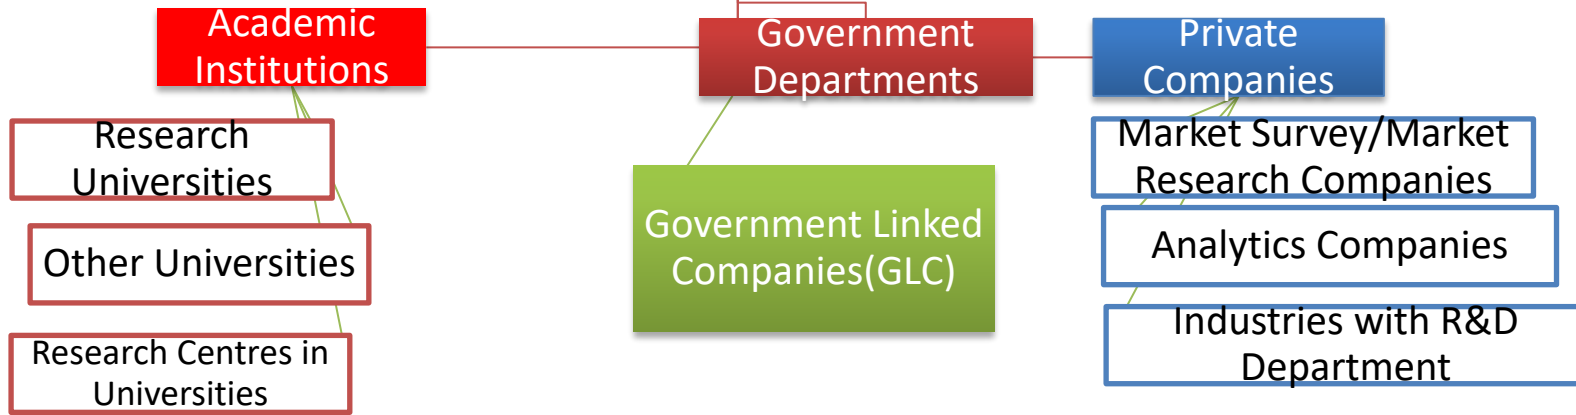 Academic
Institutions
Government
Departments
Private
Companies
Research
Universities
Other Universities
Research Centres in
Universities
Government Linked
Companies(GLC)
Market Survey/Market
Research Companies
Analytics Companies
Industries with R&D
Department